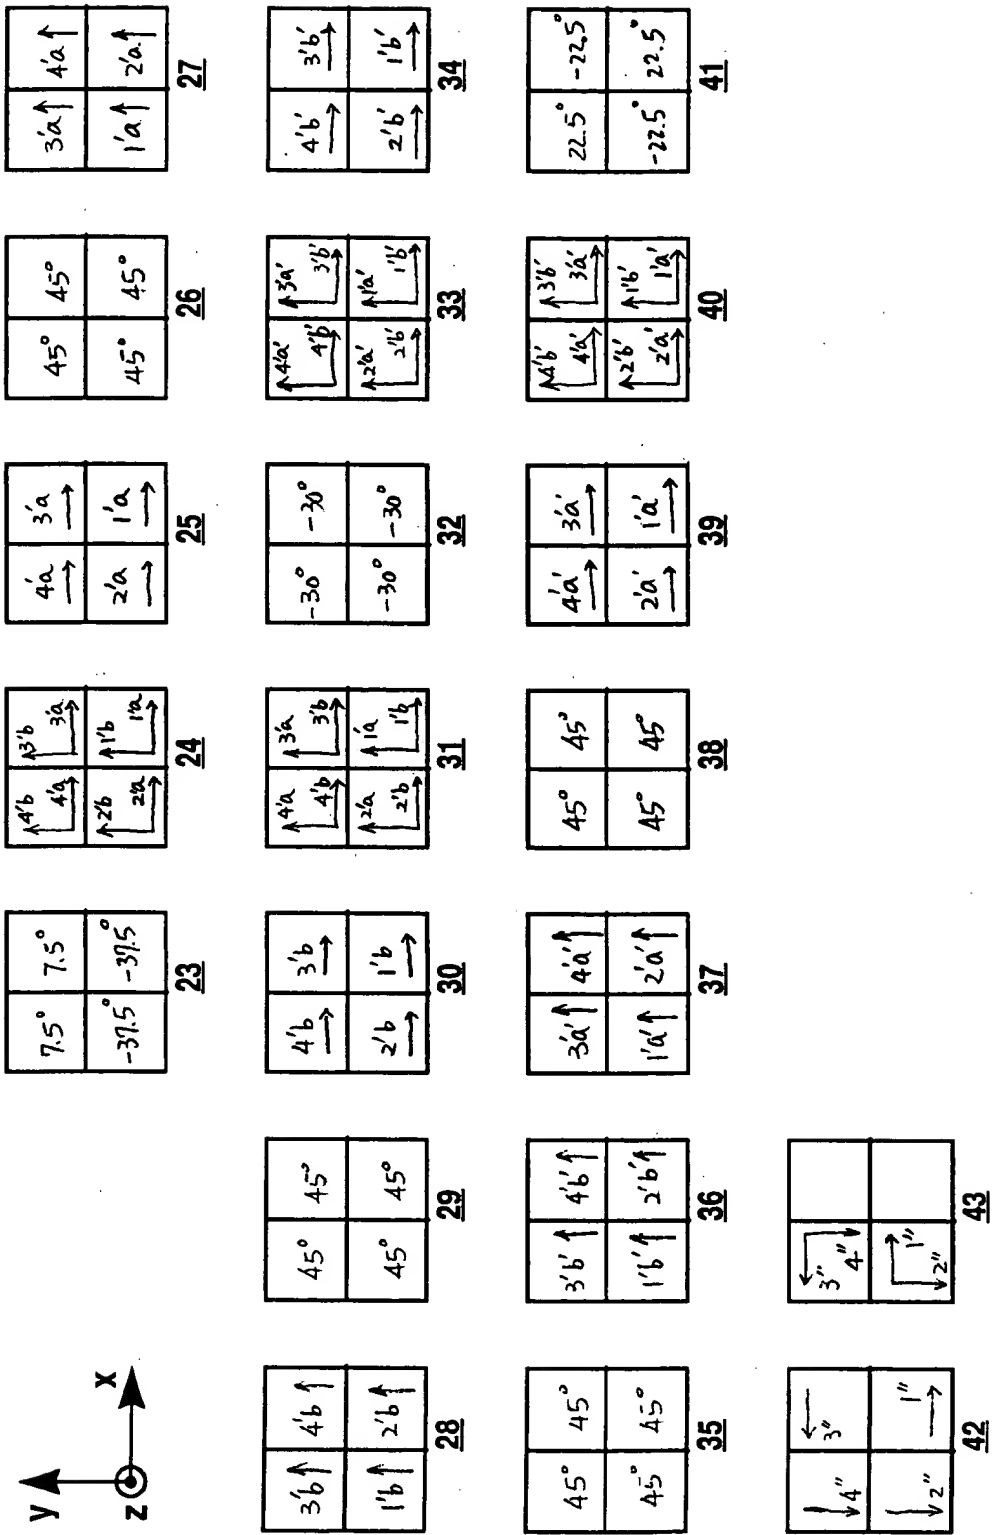 y
z
x
7.5° 7.5°
-37.5° -37.5°
23
4'b 3'b
4'a 3'a
2'b 1'b
2'a 1'a
24
4'a 3'a
2'a 1'a
25
45° 45°
45° 45°
26
3'a 4'a
1'a 2'a
27
3'b 4'b
1'b 2'b
28
45° 45°
45° 45°
29
4'b 3'b
2'b 1'b
30
4'a 3'a
4'b 3'b
2'a 1'a
2'b 1'b
31
-30° -30°
-30° -30°
32
4'a' 3'a'
4'b' 3'b'
2'a' 1'a'
2'b' 1'b'
33
4'b' 3'b'
2'b' 1'b'
34
45° 45°
45° 45°
35
3'b' 4'b'
1'b' 2'b'
36
3'a' 4'a'
1'a' 2'a'
37
45° 45°
45° 45°
38
4'a' 3'a'
2'a' 1'a'
39
4'b' 3'b'
4'a' 3'a'
2'b' 1'b'
2'a' 1'a'
40
22.5° -22.5°
-22.5° 22.5°
41
4" 3"
2" 1"
42
3" 4"
1"
2"
43